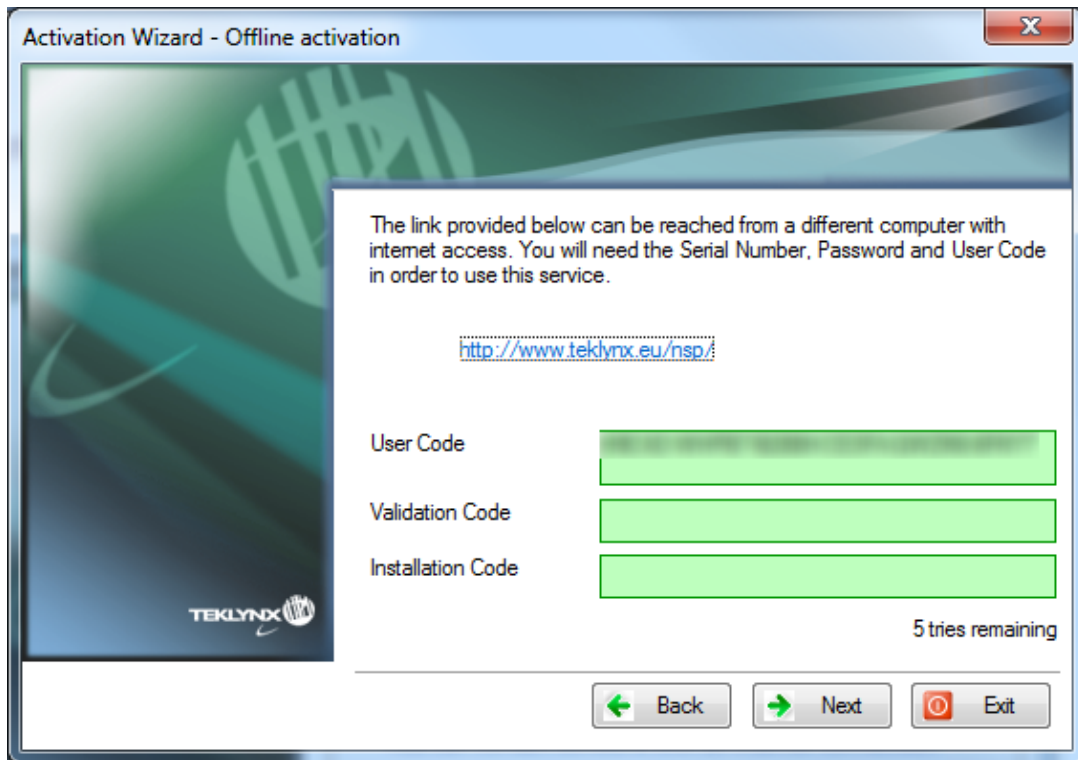 Activation Wizard - Offline activation
The link provided below can be reached from a different computer with
internet access. You will need the Serial Number, Password and User Code
in order to use this service.
http://www.teklynx.eu/nsp/
User Code
Validation Code
Installation Code
TEKLYNX
5 tries remaining
Back
Next
Exit